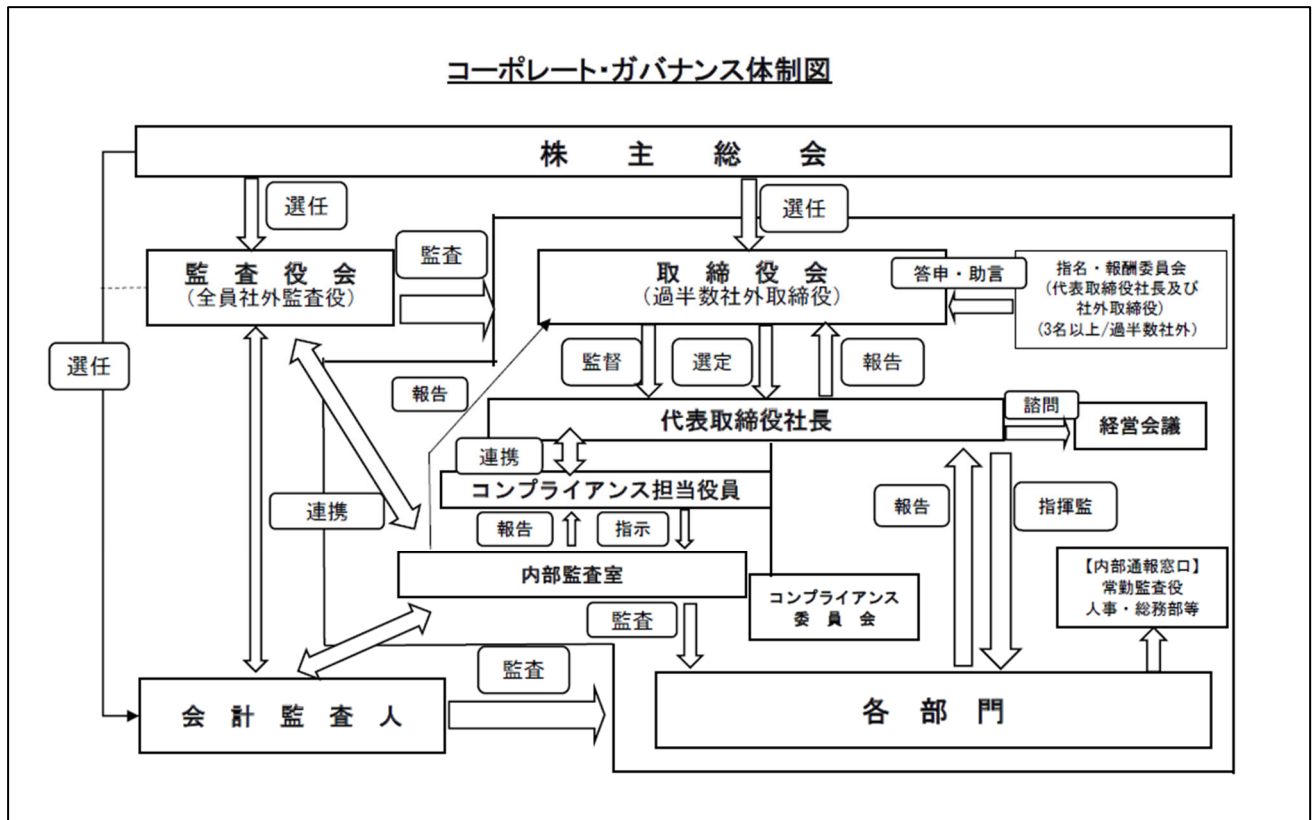 コーポレート・ガバナンス体制図
株主総会
選任
選任
監査役会
(全員社外監査役)
監査
取締役会
(過半数社外取締役)
答申・助言
指名・報酬委員会
(代表取締役社長及び
社外取締役)
(3名以上/過半数社外)
選任
報告
監督
選定
報告
代表取締役社長
諮問
経営会議
連携
コンプライアンス担当役員
連携
報告
指示
報告
指揮監
内部監査室
コンプライアンス
委員会
【内部通報窓口】
常勤監査役
人事・総務部等
監査
監査
会計監査人
各部門